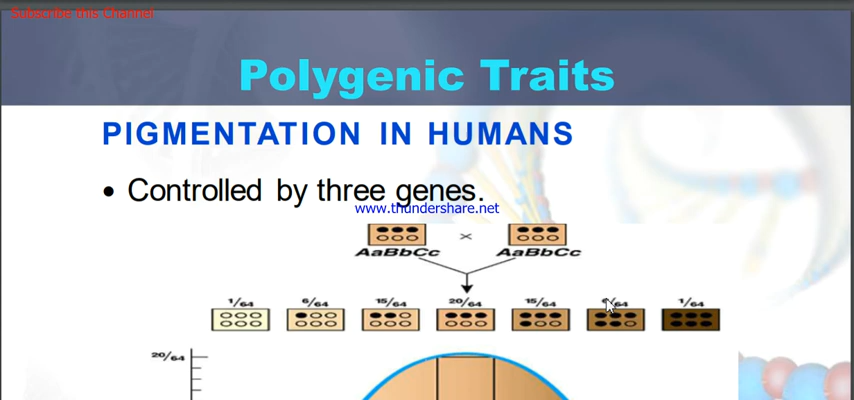 Subscribe this Channel
Polygenic Traits
PIGMENTATION IN HUMANS
• Controlled by three genes.
www.thundershare.net
×
AaBbCc AaBbCc
1/64 6/64 15/64 20/64 15/64 /64 1/64
20/64